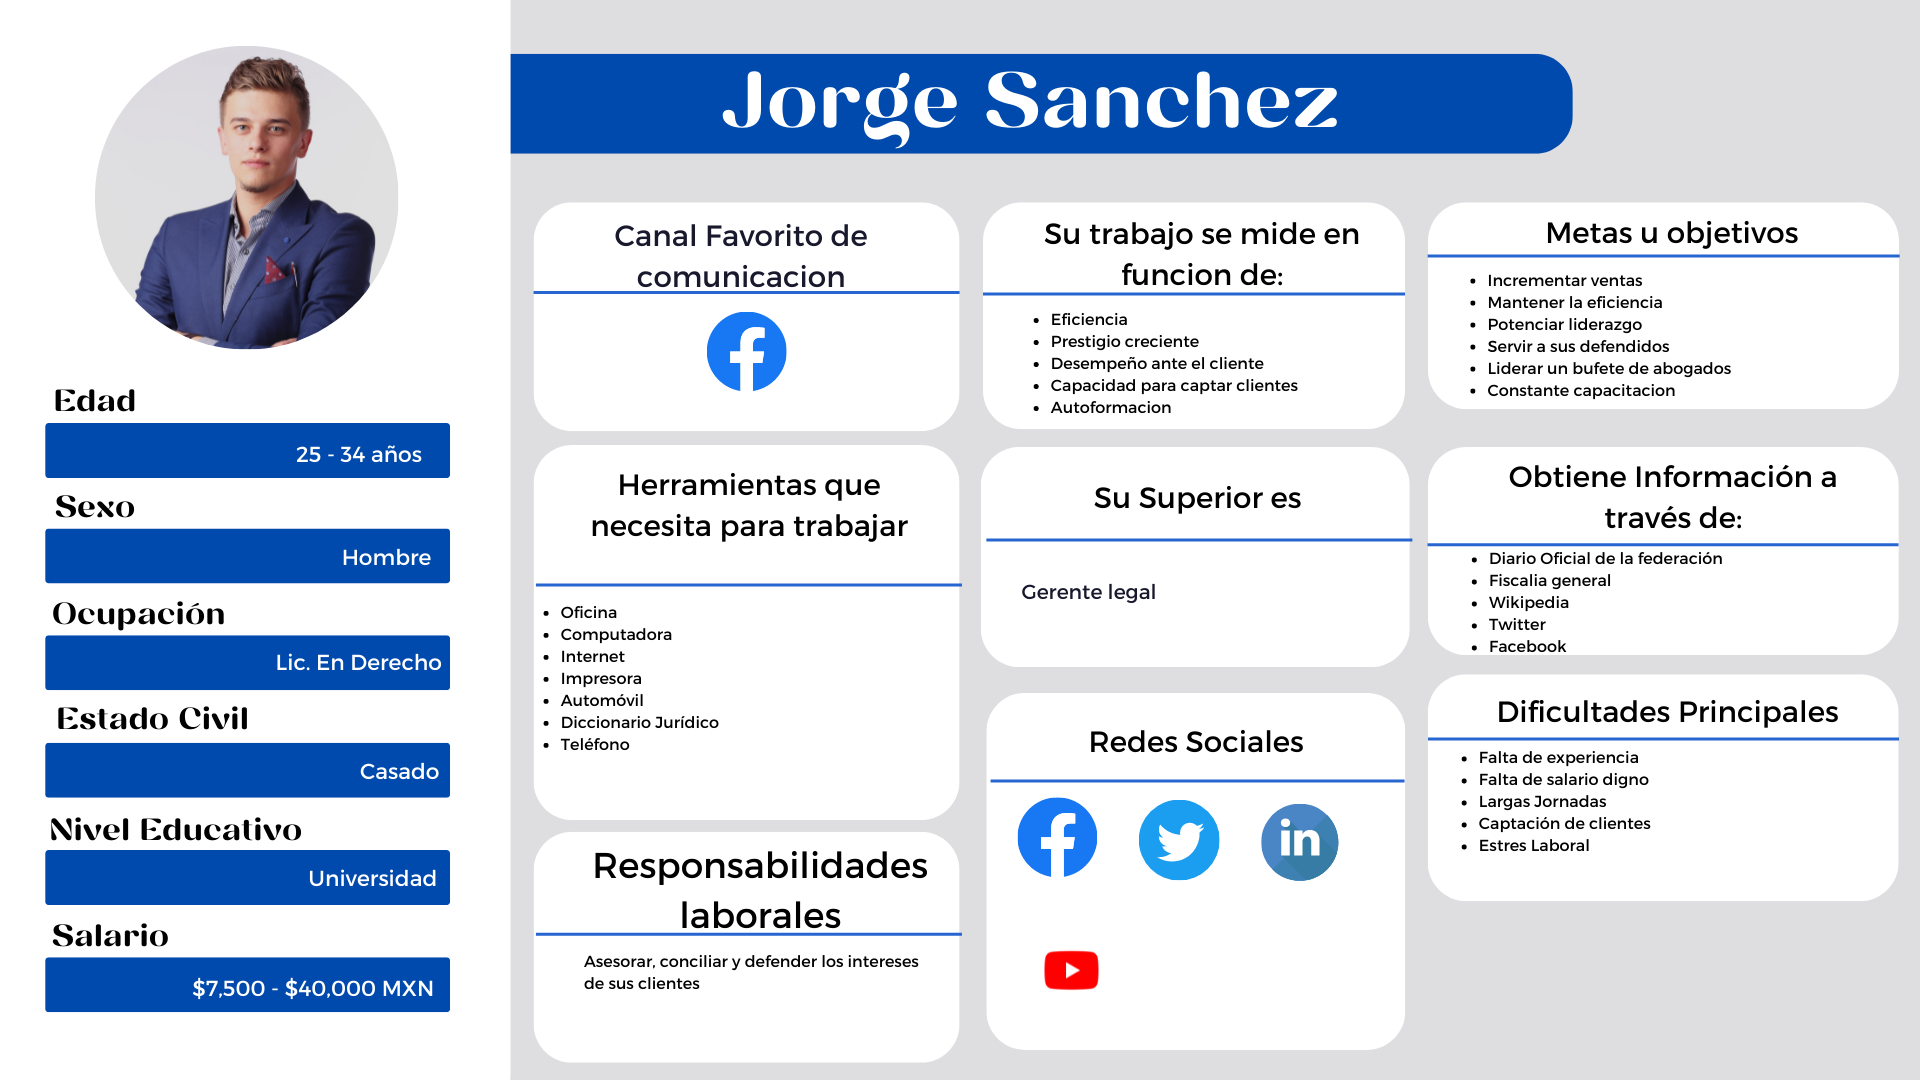 Jorge Sanchez
Edad
25 - 34 años
Sexo
Hombre
Ocupación
Lic. En Derecho
Estado Civil
Casado
Nivel Educativo
Universidad
Salario
$7,500 - $40,000 MXN
Canal Favorito de
comunicacion
Herramientas que
necesita para trabajar
• Oficina
• Computadora
• Internet
• Impresora
• Automóvil
• Diccionario Jurídico
• Teléfono
Responsabilidades
laborales
Asesorar, conciliar y defender los intereses
de sus clientes
Su trabajo se mide en
funcion de:
• Eficiencia
• Prestigio creciente
• Desempeño ante el cliente
• Capacidad para captar clientes
• Autoformacion
Su Superior es
Gerente legal
Redes Sociales
in
Metas u objetivos
• Incrementar ventas
• Mantener la eficiencia
• Potenciar liderazgo
• Servir a sus defendidos
• Liderar un bufete de abogados
• Constante capacitacion
Obtiene Información a
través de:
• Diario Oficial de la federación
• Fiscalia general
• Wikipedia
• Twitter
• Facebook
Dificultades Principales
• Falta de experiencia
• Falta de salario digno
• Largas Jornadas
• Captación de clientes
• Estres Laboral